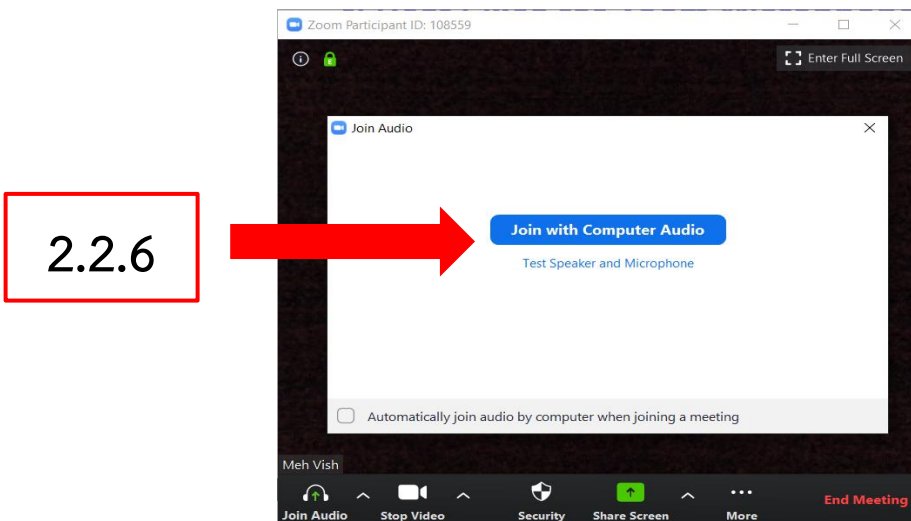 Zoom Participant ID: 108559
Enter Full Screen
Join Audio
2.2.6
Join with Computer Audio
Test Speaker and Microphone
Automatically join audio by computer when joining a meeting
Meh Vish
Join Audio Stop Video Security Share Screen More End Meeting